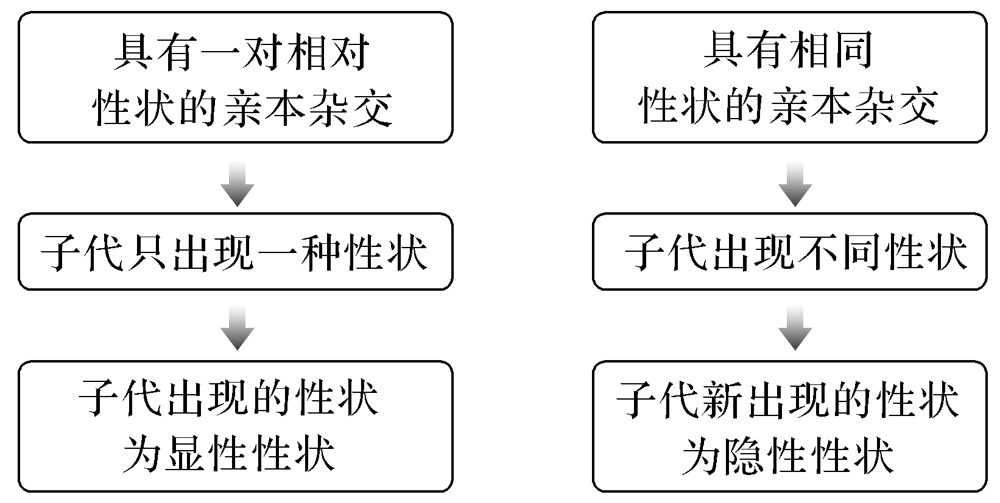 具有一对相对
性状的亲本杂交
子代只出现一种性状
子代出现的性状
为显性性状
具有相同
性状的亲本杂交
子代出现不同性状
子代新出现的性状
为隐性性状